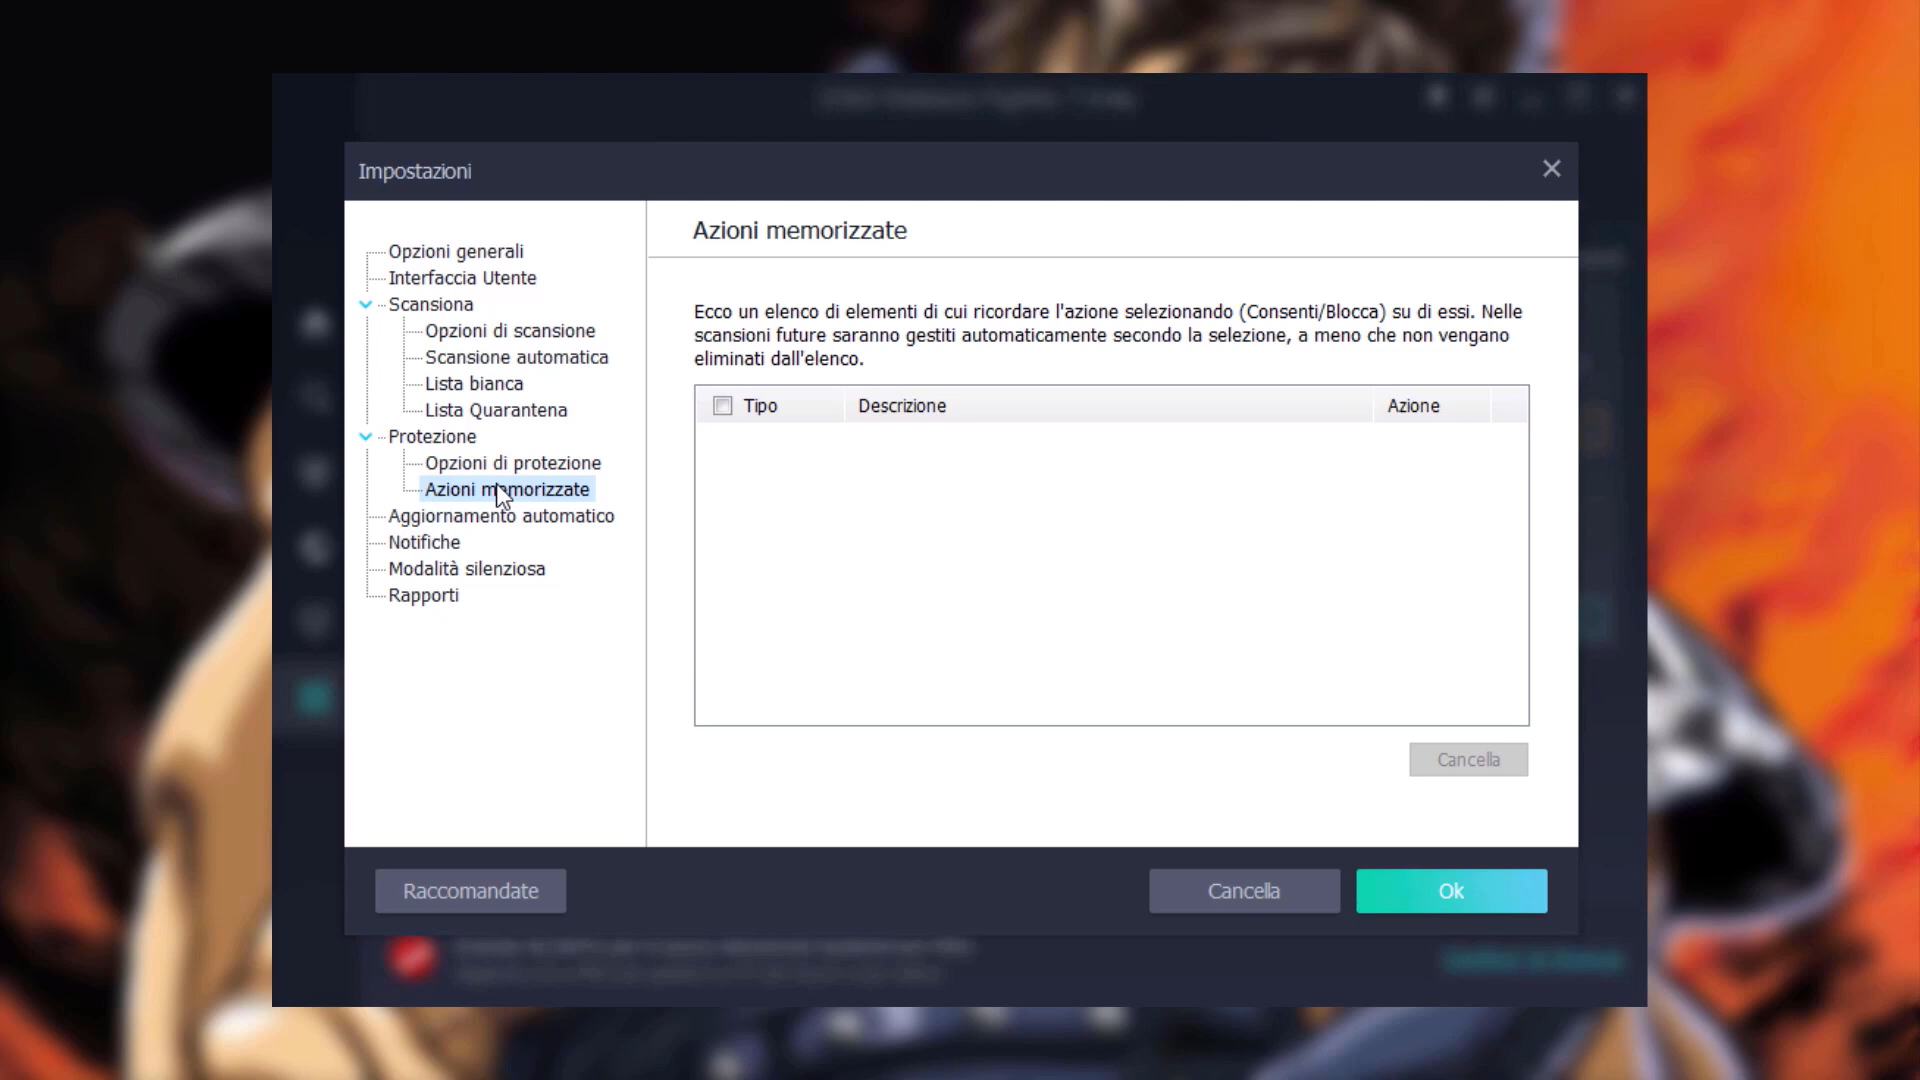 Impostazioni
Opzioni generali
Interfaccia Utente
Scansiona
Opzioni di scansione
Scansione automatica
Lista bianca
Lista Quarantena
Protezione
Opzioni di protezione
Azioni memorizzate
Aggiornamento automatico
Notifiche
Modalità silenziosa
Rapporti
Azioni memorizzate
Ecco un elenco di elementi di cui ricordare l'azione selezionando (Consenti/Blocca) su di essi. Nelle
scansioni future saranno gestiti automaticamente secondo la selezione, a meno che non vengano
eliminati dall'elenco.
Tipo Descrizione Azione
Cancella
Raccomandate Cancella Ok